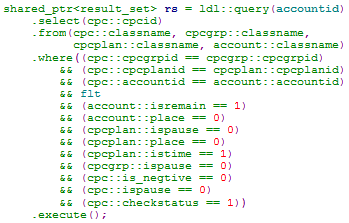 shared_ptr<result_set> rs = ldl::query(accountid)
.select(cpc::cpcid)
.from(cpc::classname, cpcgrp::classname,
cpcplan::classname, account::classname)
.where((cpc::cpcgrpid == cpcgrp::cpcgrpid)
&& (cpc::cpcplanid == cpcplan::cpcplanid)
&& (cpc::accountid == account::accountid)
&& flt
&& (account::isremain == 1)
&& (account::place == 0)
&& (cpcplan::ispause == 0)
&& (cpcplan::place == 0)
&& (cpcplan::istime == 1)
&& (cpcgrp::ispause == 0)
&& (cpc::is_negtive == 0)
&& (cpc::ispause == 0)
&& (cpc::checkstatus == 1))
.execute();